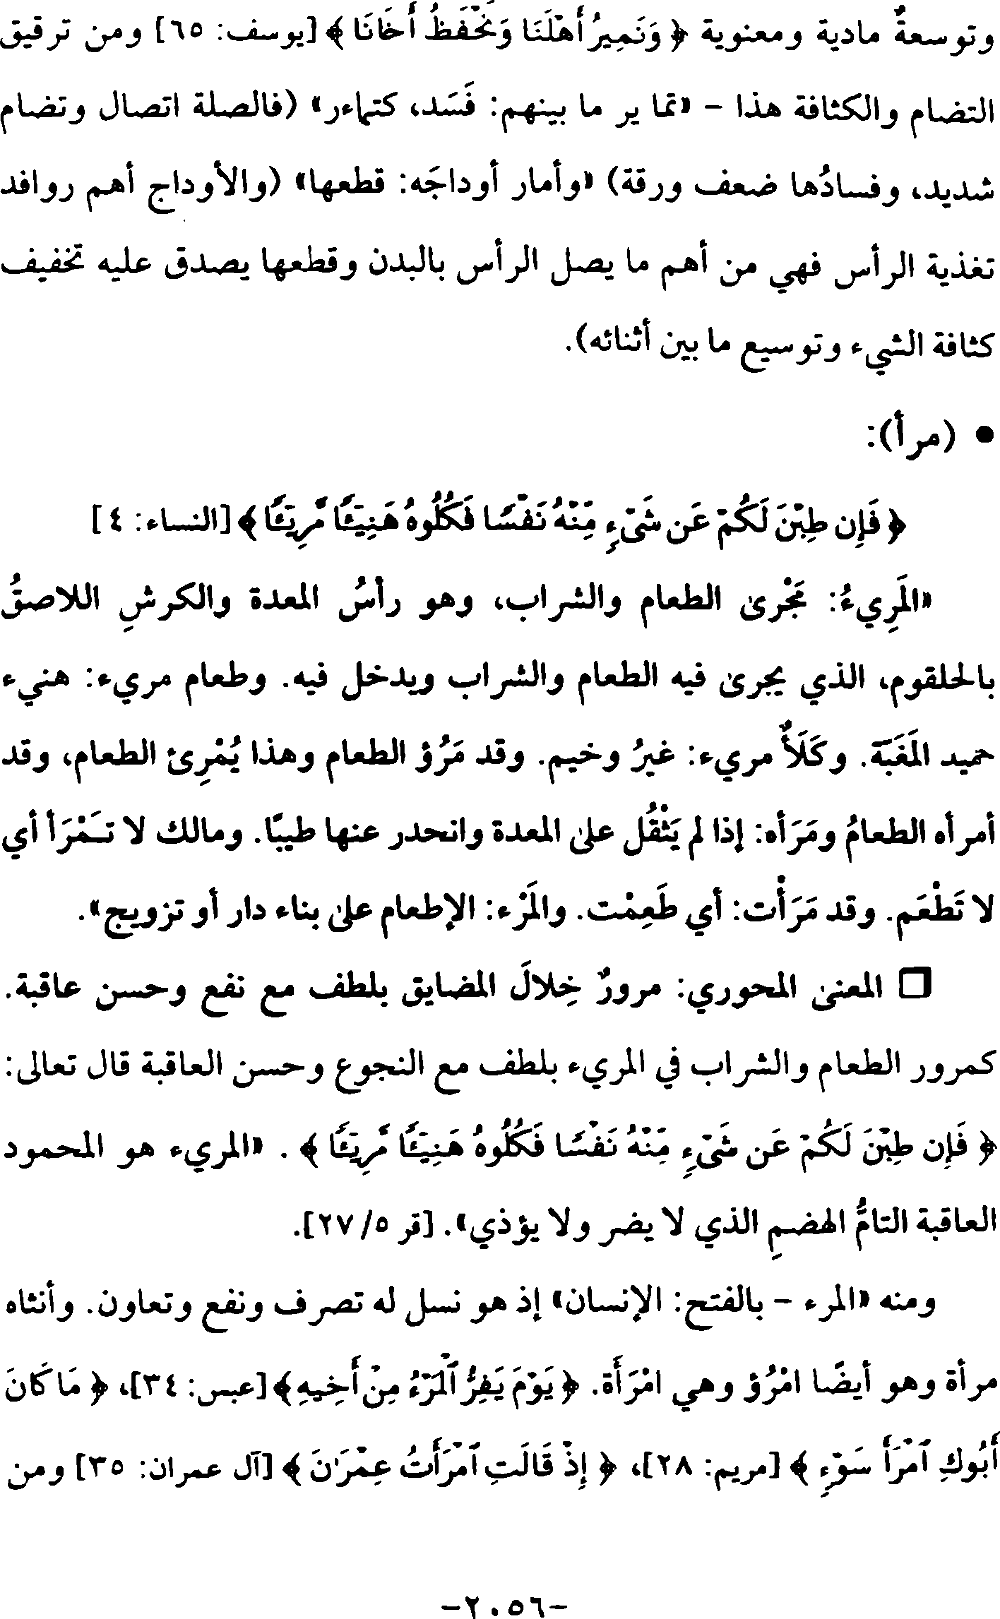 وتوسعةٌ مادية ومعنوية ﴿ وَنَمِيرُ أَهْلَنَا وَنَحْفَظُ أَخَانَا ﴾ [يوسف: ٦٥] ومن ترقيق
التضام والكثافة هذا - «تما ير ما بينهم: فَسَد، كتماءر» (فالصلة اتصال وتضام
شديد، وفسادُها ضعف ورقة) «وأمار أوداجَه: قطعها» (والأوداج أهم روافد
تغذية الرأس فهي من أهم ما يصل الرأس بالبدن وقطعها يصدق عليه تخفيف
كثافة الشيء وتوسيع ما بين أثنائه).
● (مرأ):
﴿ فَإِن طِبْنَ لَكُمْ عَن شَىْءٍ مِّنْهُ نَفْسًا فَكُلُوهُ هَنِيٓـًٔا مَّرِيٓـًٔا ﴾ [النساء: ٤]
«المَرِيءُ: مَجْرى الطعام والشراب، وهو رأسُ المعدة والكرشِ اللاصقُ
بالحلقوم، الذي يجرى فيه الطعام والشراب ويدخل فيه. وطعام مريء: هنيء
حميد المَغَبَّة. وكَلَأٌ مريء: غيرُ وخيم. وقد مَرُؤ الطعام وهذا يُمْرِئ الطعام، وقد
أمرأه الطعامُ ومَرَأه: إذا لم يَثْقُل على المعدة وانحدر عنها طيبًا. ومالك لا تَمْرَأ أي
لا تَطْعَم. وقد مَرَأْت: أي طَعِمْت. والمَرْء: الإطعام على بناء دار أو تزويج».
❑ المعنى المحوري: مرورٌ خِلالَ المضايق بلطف مع نفع وحسن عاقبة.
كمرور الطعام والشراب في المريء بلطف مع النجوع وحسن العاقبة قال تعالى:
﴿ فَإِن طِبْنَ لَكُمْ عَن شَىْءٍ مِّنْهُ نَفْسًا فَكُلُوهُ هَنِيٓـًٔا مَّرِيٓـًٔا ﴾ . «المريء هو المحمود
العاقبة التامُّ الهضمِ الذي لا يضر ولا يؤذي». [قر ٥/ ٢٧].
ومنه «المرء - بالفتح: الإنسان» إذ هو نسل له تصرف ونفع وتعاون. وأنثاه
مرأة وهو أيضًا امْرُؤ وهي امْرَأَة. ﴿ يَوْمَ يَفِرُّ ٱلْمَرْءُ مِنْ أَخِيهِ﴾ [عبس: ٣٤]، ﴿ مَا كَانَ
أَبُوكِ ٱمْرَأَ سَوْءٍ ﴾ [مريم: ٢٨]، ﴿ إِذْ قَالَتِ ٱمْرَأَتُ عِمْرَٰنَ ﴾ [آل عمران: ٣٥] ومن
-٢٠٥٦-